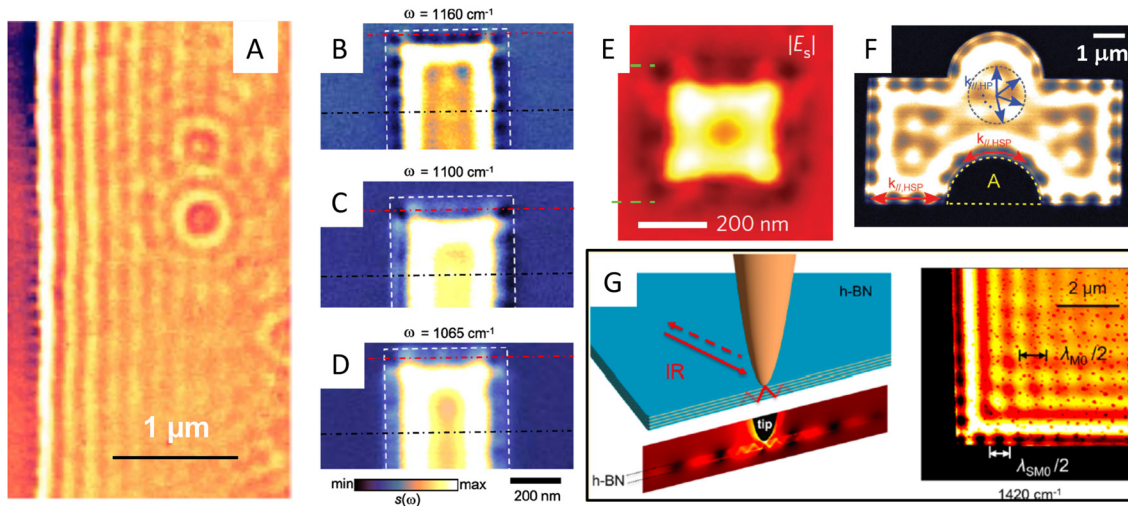 A
1 μm
B
ω = 1160 cm⁻¹
C
ω = 1100 cm⁻¹
D
ω = 1065 cm⁻¹
min max
s(ω)
200 nm
E
|Eₛ|
200 nm
F
1 μm
k//,HP
k//,HSP
A
k//,HSP
G
h-BN
IR
tip
h-BN
2 μm
λM0/2
λSM0/2
1420 cm⁻¹